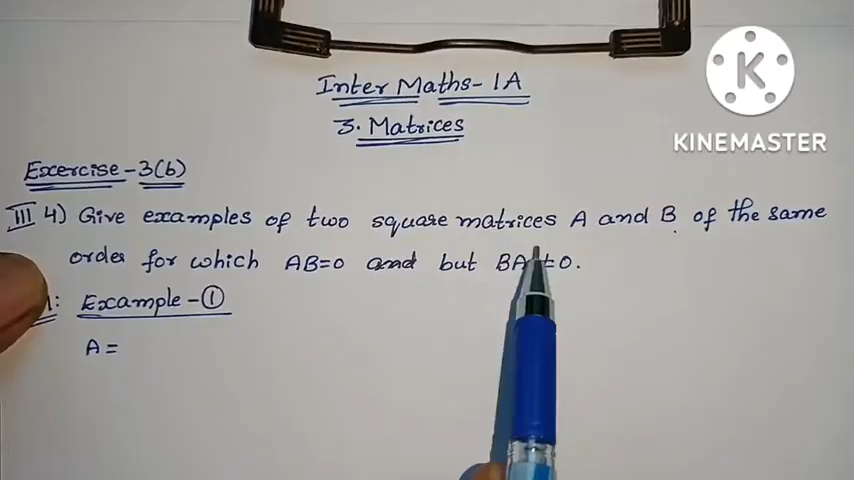 Inter Maths-1A
3. Matrices
KINEMASTER
Excercise-3(b)
III 4) Give examples of two square matrices A and B of the same
order for which AB=0 and but BA ≠0.
Example-①
A=